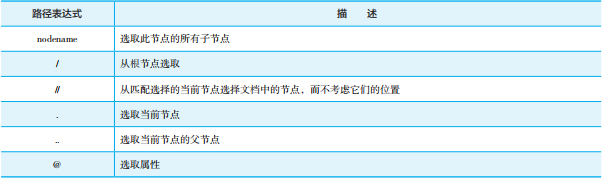 路径表达式 描 述
nodename 选取此节点的所有子节点
/ 从根节点选取
// 从匹配选择的当前节点选择文档中的节点，而不考虑它们的位置
. 选取当前节点
.. 选取当前节点的父节点
@ 选取属性